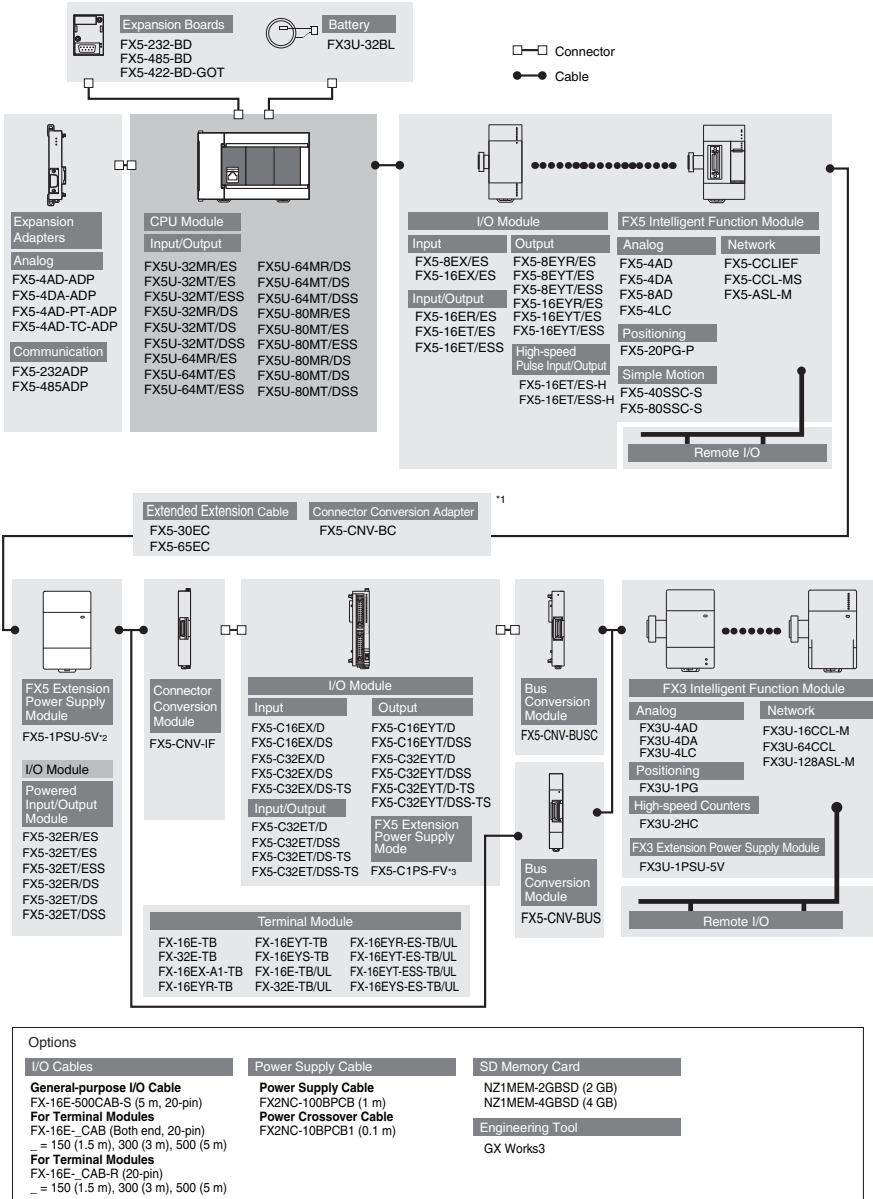 Expansion Boards
FX5-232-BD
FX5-485-BD
FX5-422-BD-GOT
Battery
FX3U-32BL
Connector
Cable
Expansion
Adapters
Analog
FX5-4AD-ADP
FX5-4DA-ADP
FX5-4AD-PT-ADP
FX5-4AD-TC-ADP
Communication
FX5-232ADP
FX5-485ADP
CPU Module
Input/Output
FX5U-32MR/ES
FX5U-32MT/ES
FX5U-32MT/ESS
FX5U-32MR/DS
FX5U-32MT/DS
FX5U-32MT/DSS
FX5U-64MR/ES
FX5U-64MT/ES
FX5U-64MT/ESS
FX5U-64MR/DS
FX5U-64MT/DS
FX5U-64MT/DSS
FX5U-80MR/ES
FX5U-80MT/ES
FX5U-80MT/ESS
FX5U-80MR/DS
FX5U-80MT/DS
FX5U-80MT/DSS
I/O Module
Input
FX5-8EX/ES
FX5-16EX/ES
Input/Output
FX5-16ER/ES
FX5-16ET/ES
FX5-16ET/ESS
Output
FX5-8EYR/ES
FX5-8EYT/ES
FX5-8EYT/ESS
FX5-16EYR/ES
FX5-16EYT/ES
FX5-16EYT/ESS
High-speed
Pulse Input/Output
FX5-16ET/ES-H
FX5-16ET/ESS-H
FX5 Intelligent Function Module
Analog
FX5-4AD
FX5-4DA
FX5-8AD
FX5-4LC
Positioning
FX5-20PG-P
Simple Motion
FX5-40SSC-S
FX5-80SSC-S
Network
FX5-CCLIEF
FX5-CCL-MS
FX5-ASL-M
Remote I/O
Extended Extension Cable
FX5-30EC
FX5-65EC
Connector Conversion Adapter
FX5-CNV-BC
*1
FX5 Extension
Power Supply
Module
FX5-1PSU-5V*2
I/O Module
Powered
Input/Output
Module
FX5-32ER/ES
FX5-32ET/ES
FX5-32ET/ESS
FX5-32ER/DS
FX5-32ET/DS
FX5-32ET/DSS
Connector
Conversion
Module
FX5-CNV-IF
I/O Module
Input
FX5-C16EX/D
FX5-C16EX/DS
FX5-C32EX/D
FX5-C32EX/DS
FX5-C32EX/DS-TS
Input/Output
FX5-C32ET/D
FX5-C32ET/DSS
FX5-C32ET/DS-TS
FX5-C32ET/DSS-TS
Output
FX5-C16EYT/D
FX5-C16EYT/DSS
FX5-C32EYT/D
FX5-C32EYT/DSS
FX5-C32EYT/D-TS
FX5-C32EYT/DSS-TS
FX5 Extension
Power Supply
Mode
FX5-C1PS-FV*3
Bus
Conversion
Module
FX5-CNV-BUSC
Bus
Conversion
Module
FX5-CNV-BUS
FX3 Intelligent Function Module
Analog
FX3U-4AD
FX3U-4DA
FX3U-4LC
Positioning
FX3U-1PG
High-speed Counters
FX3U-2HC
FX3 Extension Power Supply Module
FX3U-1PSU-5V
Network
FX3U-16CCL-M
FX3U-64CCL
FX3U-128ASL-M
Remote I/O
Terminal Module
FX-16E-TB
FX-32E-TB
FX-16EX-A1-TB
FX-16EYR-TB
FX-16EYT-TB
FX-16EYS-TB
FX-16E-TB/UL
FX-32E-TB/UL
FX-16EYR-ES-TB/UL
FX-16EYT-ES-TB/UL
FX-16EYT-ESS-TB/UL
FX-16EYS-ES-TB/UL
Options
I/O Cables
General-purpose I/O Cable
FX-16E-500CAB-S (5 m, 20-pin)
For Terminal Modules
FX-16E-_CAB (Both end, 20-pin)
_ = 150 (1.5 m), 300 (3 m), 500 (5 m)
For Terminal Modules
FX-16E-_CAB-R (20-pin)
_ = 150 (1.5 m), 300 (3 m), 500 (5 m)
Power Supply Cable
Power Supply Cable
FX2NC-100BPCB (1 m)
Power Crossover Cable
FX2NC-10BPCB1 (0.1 m)
SD Memory Card
NZ1MEM-2GBSD (2 GB)
NZ1MEM-4GBSD (4 GB)
Engineering Tool
GX Works3